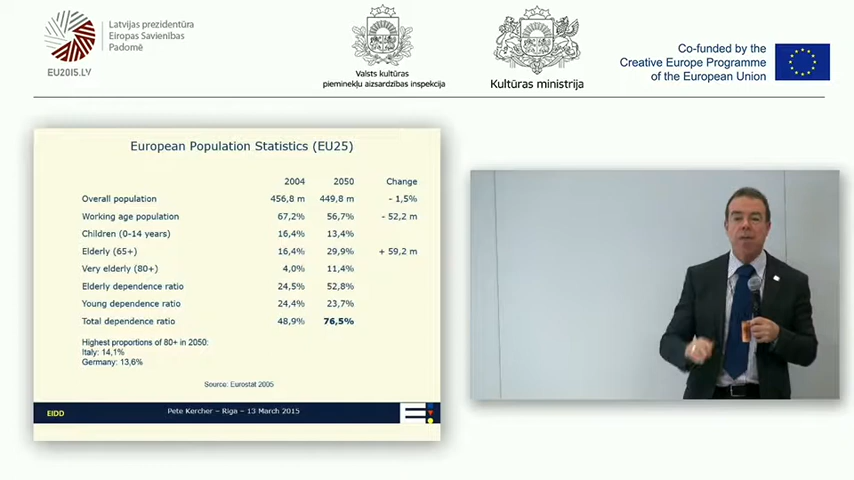 Latvijas prezidentūra
Eiropas Savienības
Padomē
EU2015.LV
Valsts kultūras
pieminekļu aizsardzības inspekcija
Kultūras ministrija
Co-funded by the
Creative Europe Programme
of the European Union
European Population Statistics (EU25)
2004 2050 Change
Overall population 456,8 m 449,8 m - 1,5%
Working age population 67,2% 56,7% - 52,2 m
Children (0-14 years) 16,4% 13,4%
Elderly (65+) 16,4% 29,9% + 59,2 m
Very elderly (80+) 4,0% 11,4%
Elderly dependence ratio 24,5% 52,8%
Young dependence ratio 24,4% 23,7%
Total dependence ratio 48,9% 76,5%
Highest proportions of 80+ in 2050:
Italy: 14,1%
Germany: 13,6%
Source: Eurostat 2005
EIDD
Pete Kercher – Riga – 13 March 2015